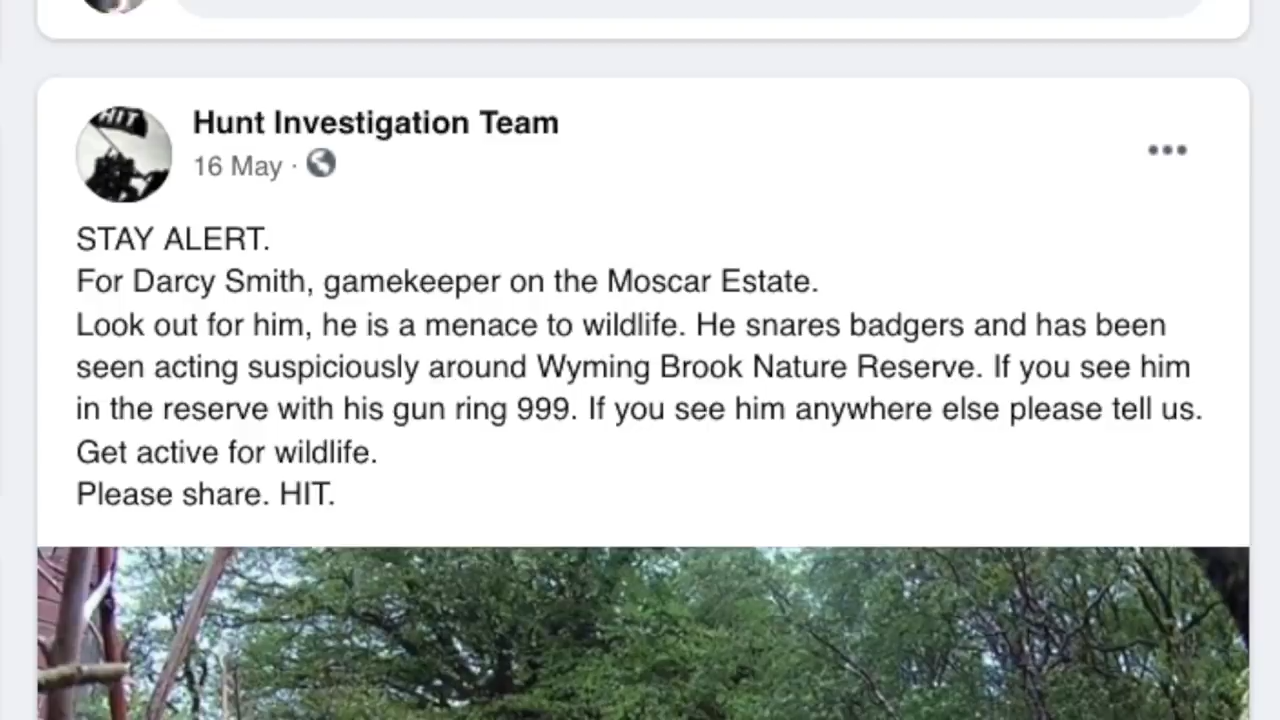 HIT
Hunt Investigation Team
16 May ·
STAY ALERT.
For Darcy Smith, gamekeeper on the Moscar Estate.
Look out for him, he is a menace to wildlife. He snares badgers and has been
seen acting suspiciously around Wyming Brook Nature Reserve. If you see him
in the reserve with his gun ring 999. If you see him anywhere else please tell us.
Get active for wildlife.
Please share. HIT.